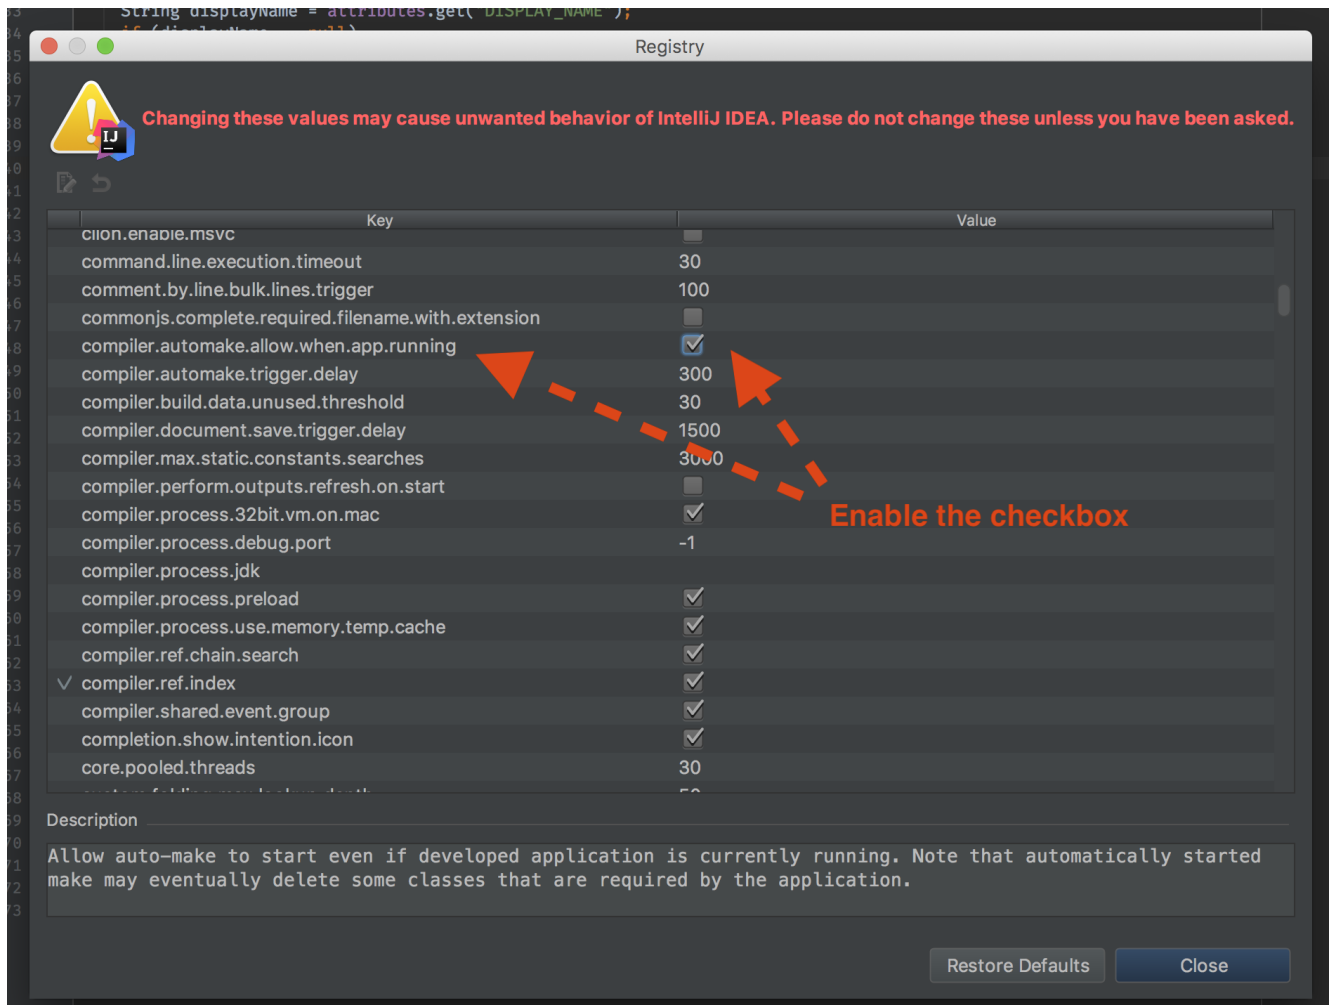 String displayName = attributes.get("DISPLAY_NAME");
Registry
Changing these values may cause unwanted behavior of IntelliJ IDEA. Please do not change these unless you have been asked.
IJ
Key Value
clion.enable.msvc
command.line.execution.timeout 30
comment.by.line.bulk.lines.trigger 100
commonjs.complete.required.filename.with.extension
compiler.automake.allow.when.app.running
compiler.automake.trigger.delay 300
compiler.build.data.unused.threshold 30
compiler.document.save.trigger.delay 1500
compiler.max.static.constants.searches 3000
compiler.perform.outputs.refresh.on.start
compiler.process.32bit.vm.on.mac
Enable the checkbox
compiler.process.debug.port -1
compiler.process.jdk
compiler.process.preload
compiler.process.use.memory.temp.cache
compiler.ref.chain.search
compiler.ref.index
compiler.shared.event.group
completion.show.intention.icon
core.pooled.threads 30
Description
Allow auto-make to start even if developed application is currently running. Note that automatically started
make may eventually delete some classes that are required by the application.
Restore Defaults Close